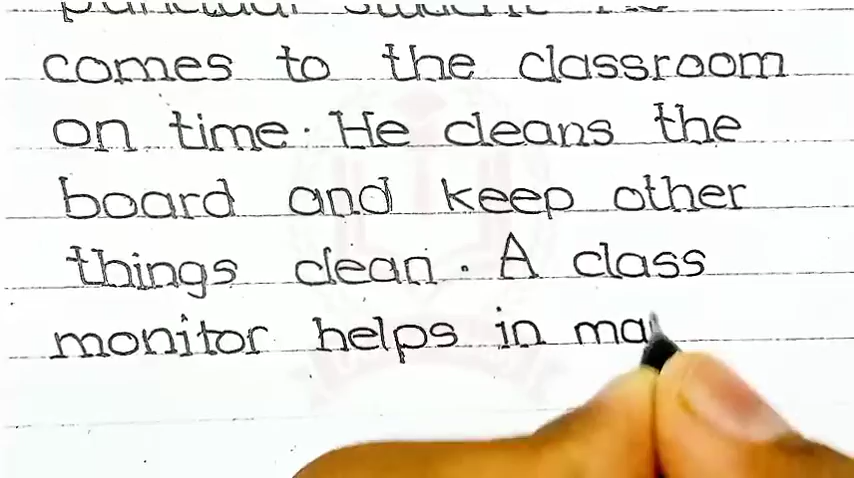 comes to the classroom
on time. He cleans the
board and keep other
things clean. A class
monitor helps in ma